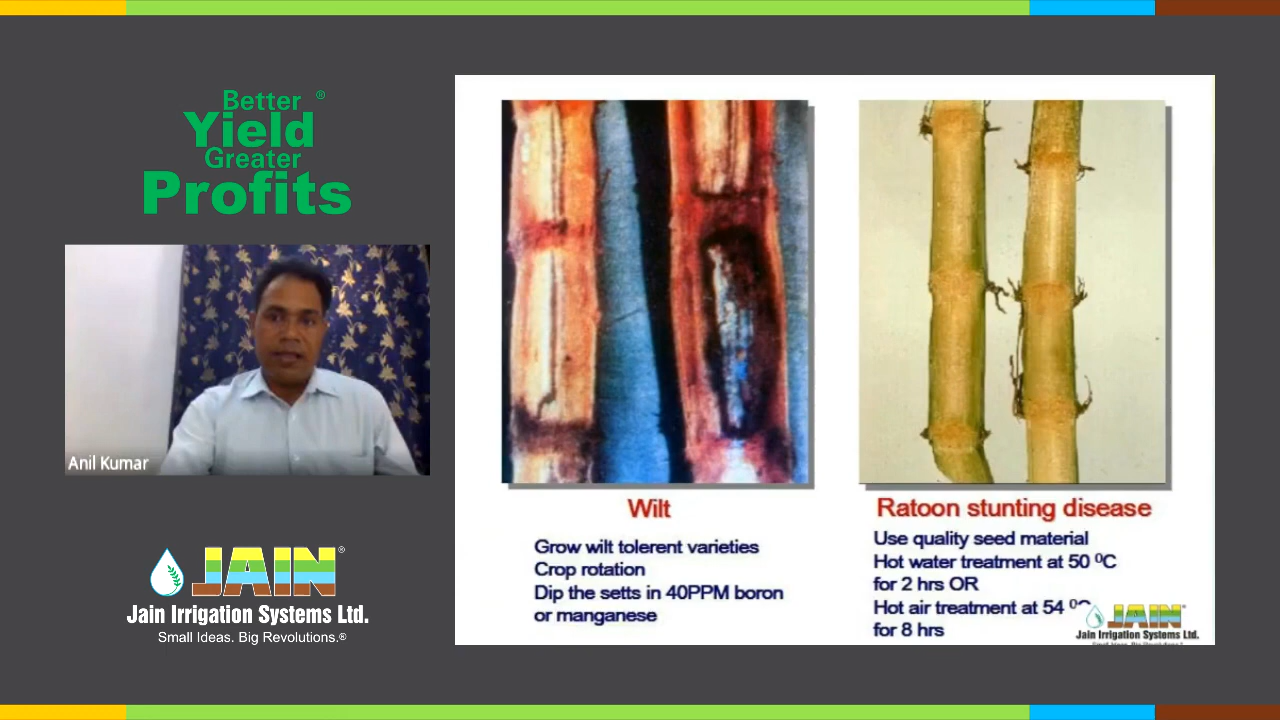 Better ®
Yield
Greater
Profits
Anil Kumar
JAIN®
Jain Irrigation Systems Ltd.
Small Ideas. Big Revolutions.®
Wilt
Grow wilt tolerent varieties
Crop rotation
Dip the setts in 40PPM boron
or manganese
Ratoon stunting disease
Use quality seed material
Hot water treatment at 50 ⁰C
for 2 hrs OR
Hot air treatment at 54 ⁰C
for 8 hrs
JAIN®
Jain Irrigation Systems Ltd.